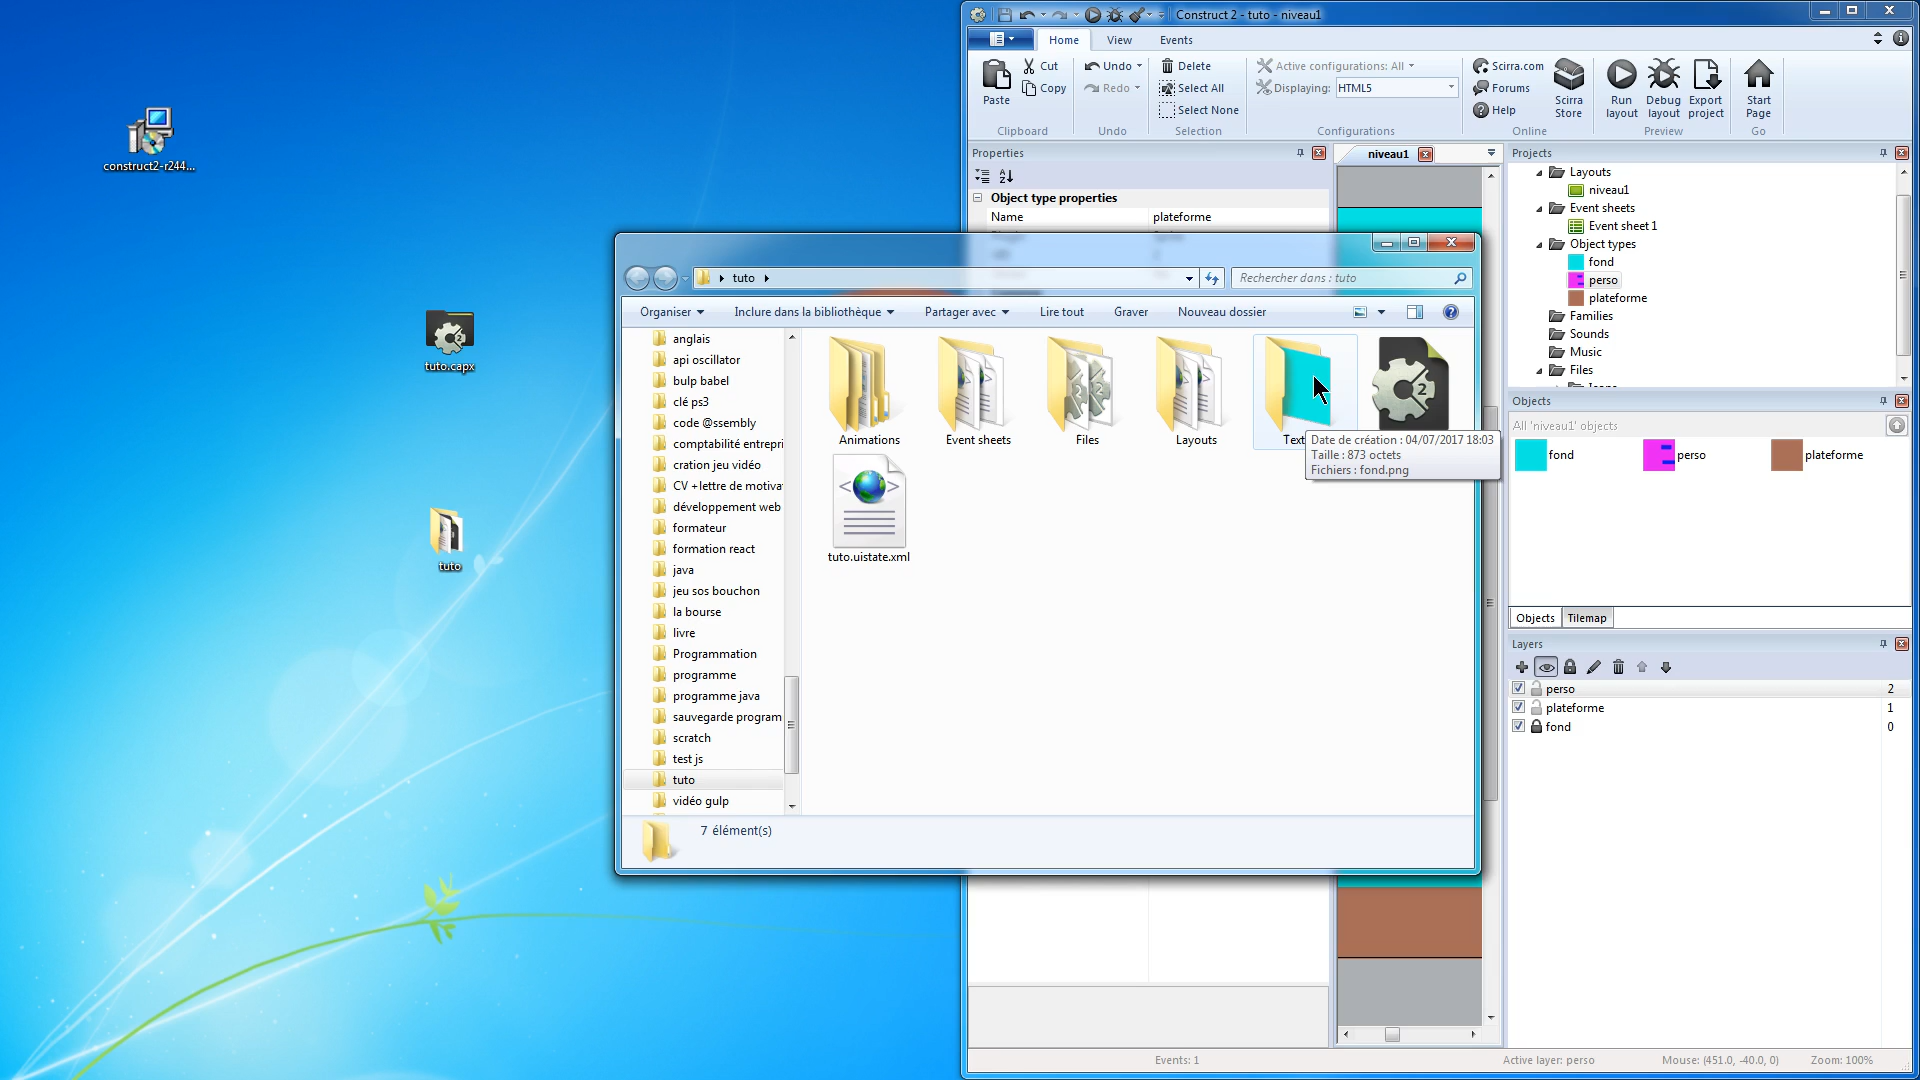 construct2-r244...
tuto.capx
tuto
Construct 2 - tuto - niveau1
Home
View
Events
Paste
Cut
Copy
Clipboard
Undo
Redo
Undo
Delete
Select All
Select None
Selection
Active configurations: All
Displaying: HTML5
Configurations
Scirra.com
Forums
Help
Scirra Store
Online
Run layout
Debug layout
Export project
Preview
Start Page
Go
Properties
Object type properties
Name plateforme
niveau1
Projects
Layouts
niveau1
Event sheets
Event sheet 1
Object types
fond
perso
plateforme
Families
Sounds
Music
Files
Objects
All 'niveau1' objects
fond
perso
plateforme
Objects
Tilemap
Layers
perso 2
plateforme 1
fond 0
tuto
Rechercher dans : tuto
Organiser
Inclure dans la bibliothèque
Partager avec
Lire tout
Graver
Nouveau dossier
anglais
api oscillator
bulp babel
clé ps3
code @ssembly
comptabilité entrepri
cration jeu vidéo
CV +lettre de motiva
développement web
formateur
formation react
java
jeu sos bouchon
la bourse
livre
Programmation
programme
programme java
sauvegarde program
scratch
test js
tuto
vidéo gulp
Animations
Event sheets
Files
Layouts
Text
Date de création : 04/07/2017 18:03
Taille : 873 octets
Fichiers : fond.png
tuto.uistate.xml
7 élément(s)
Events: 1
Active layer: perso
Mouse: (451.0, -40.0, 0)
Zoom: 100%